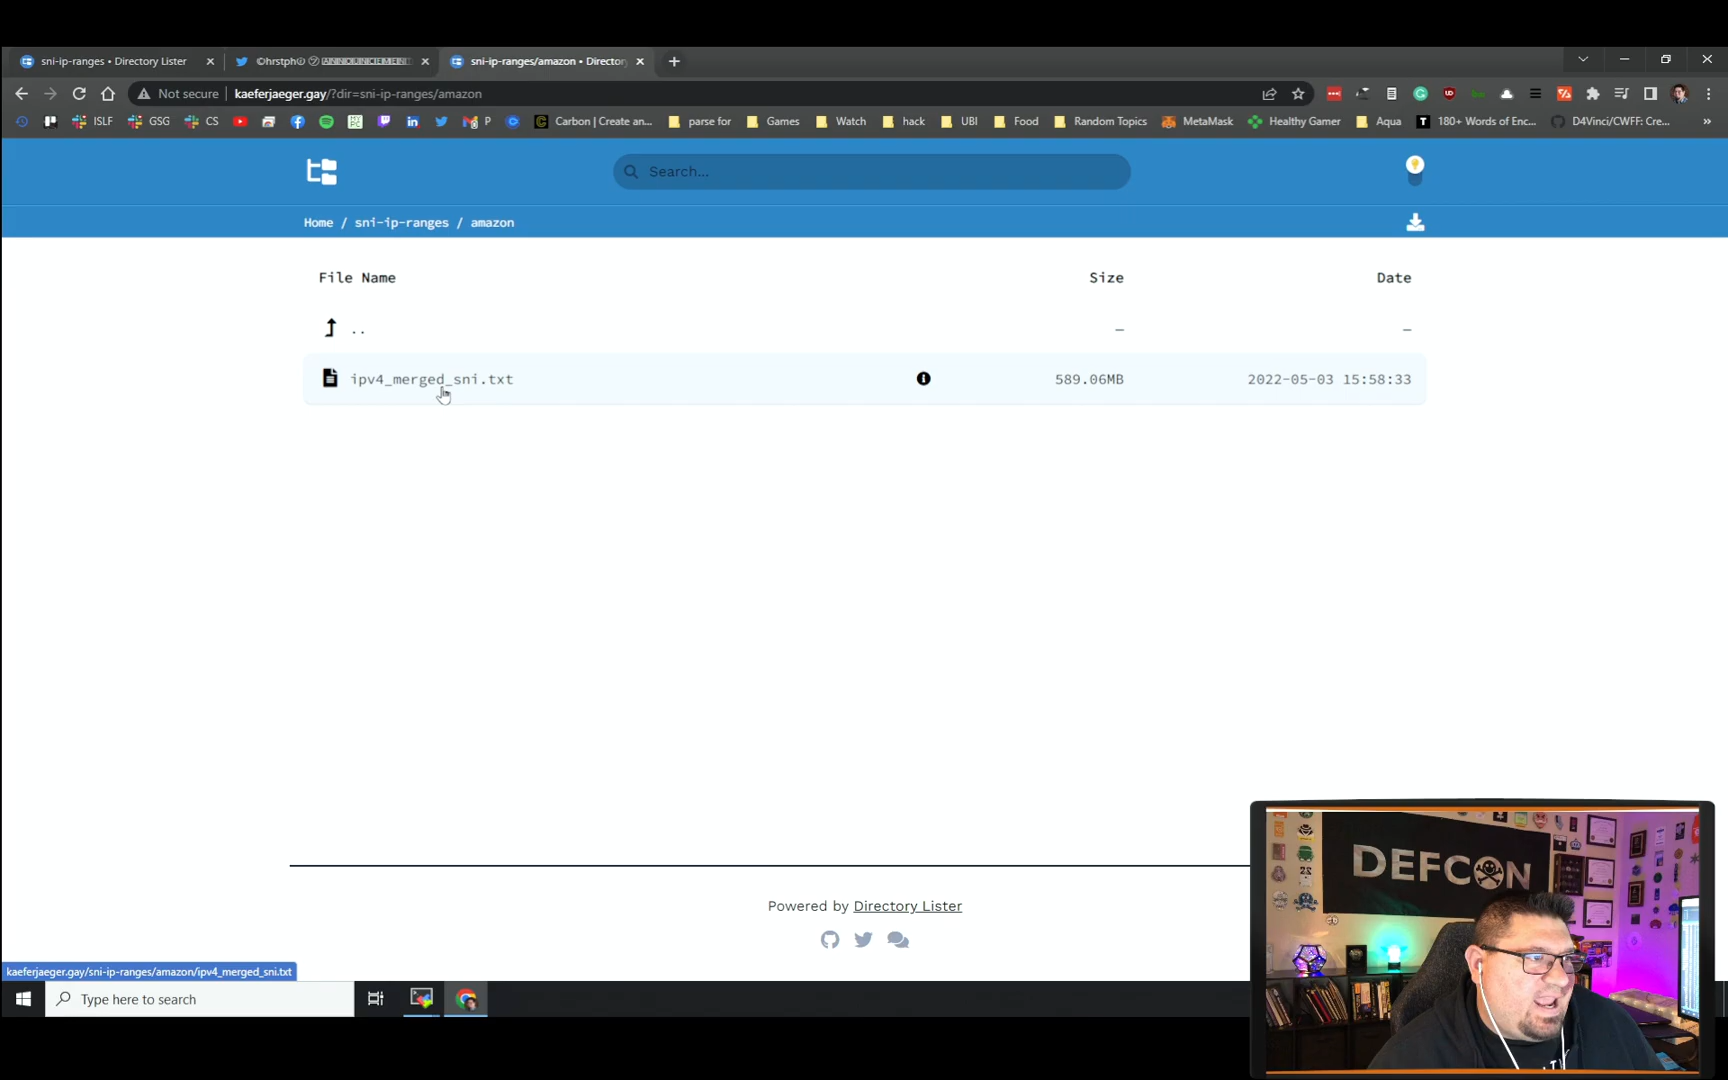 sni-ip-ranges • Directory Lister
sni-ip-ranges/amazon • Director
Not secure
kaeferjaeger.gay/?dir=sni-ip-ranges/amazon
ISLF
GSG
CS
P
Carbon | Create an...
parse for
Games
Watch
hack
UBI
Food
Random Topics
MetaMask
Healthy Gamer
Aqua
180+ Words of Enc...
D4Vinci/CWFF: Cre...
»
Search...
Home / sni-ip-ranges / amazon
File Name Size Date
.. — —
ipv4_merged_sni.txt 589.06MB 2022-05-03 15:58:33
DEFCON
Powered by Directory Lister
kaeferjaeger.gay/sni-ip-ranges/amazon/ipv4_merged_sni.txt
Type here to search